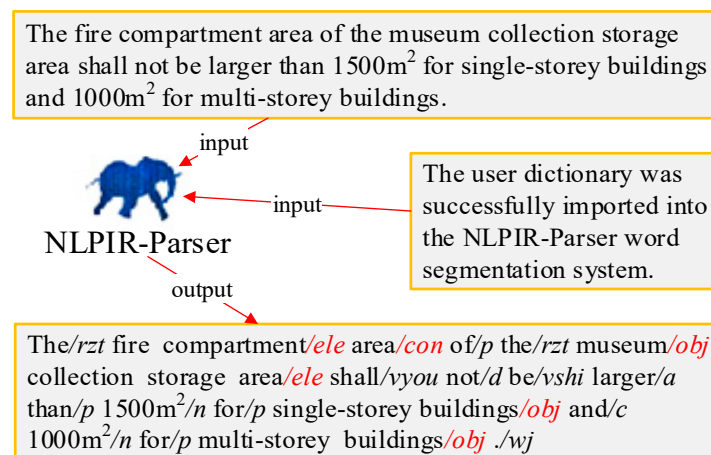 The fire compartment area of the museum collection storage
area shall not be larger than 1500m² for single-storey buildings
and 1000m² for multi-storey buildings.
input
NLPIR-Parser
input
The user dictionary was
successfully imported into
the NLPIR-Parser word
segmentation system.
output
The/rzt fire compartment/ele area/con of/p the/rzt museum/obj
collection storage area/ele shall/vyou not/d be/vshi larger/a
than/p 1500m²/n for/p single-storey buildings/obj and/c
1000m²/n for/p multi-storey buildings/obj ./wj